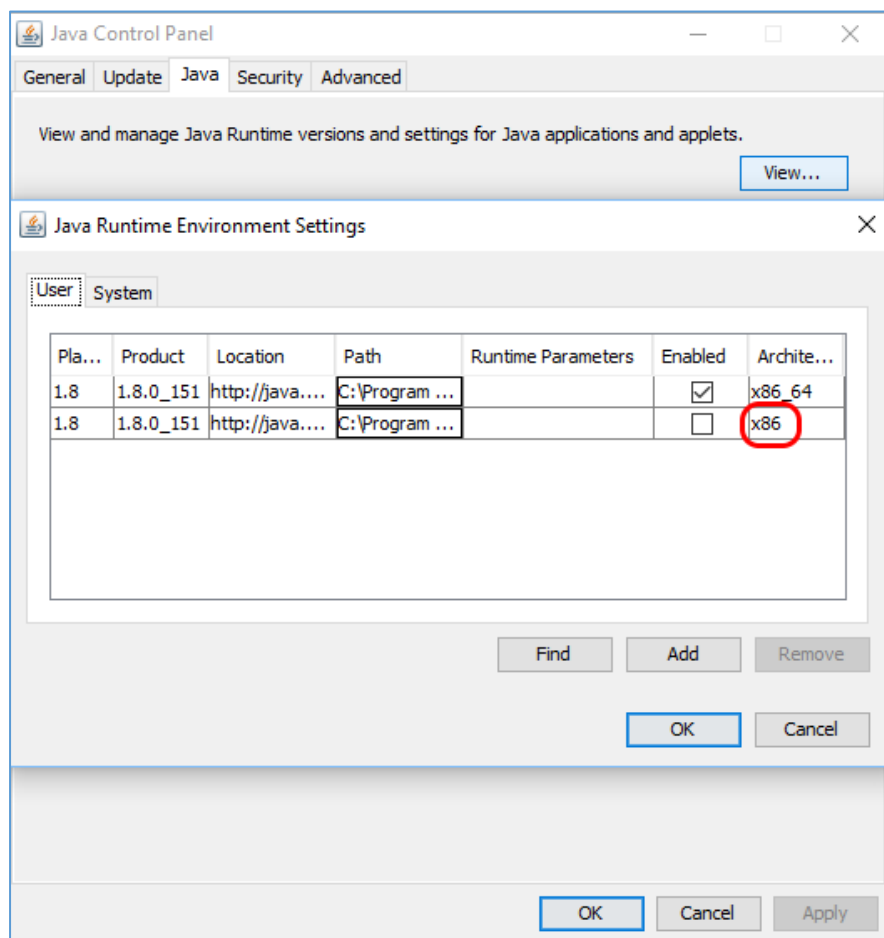 Java Control Panel
General Update Java Security Advanced
View and manage Java Runtime versions and settings for Java applications and applets.
View...
Java Runtime Environment Settings
User System
Pla... Product Location Path Runtime Parameters Enabled Archite...
1.8 1.8.0_151 http://java.... C:\Program ... x86_64
1.8 1.8.0_151 http://java.... C:\Program ... x86
Find Add Remove
OK Cancel
OK Cancel Apply